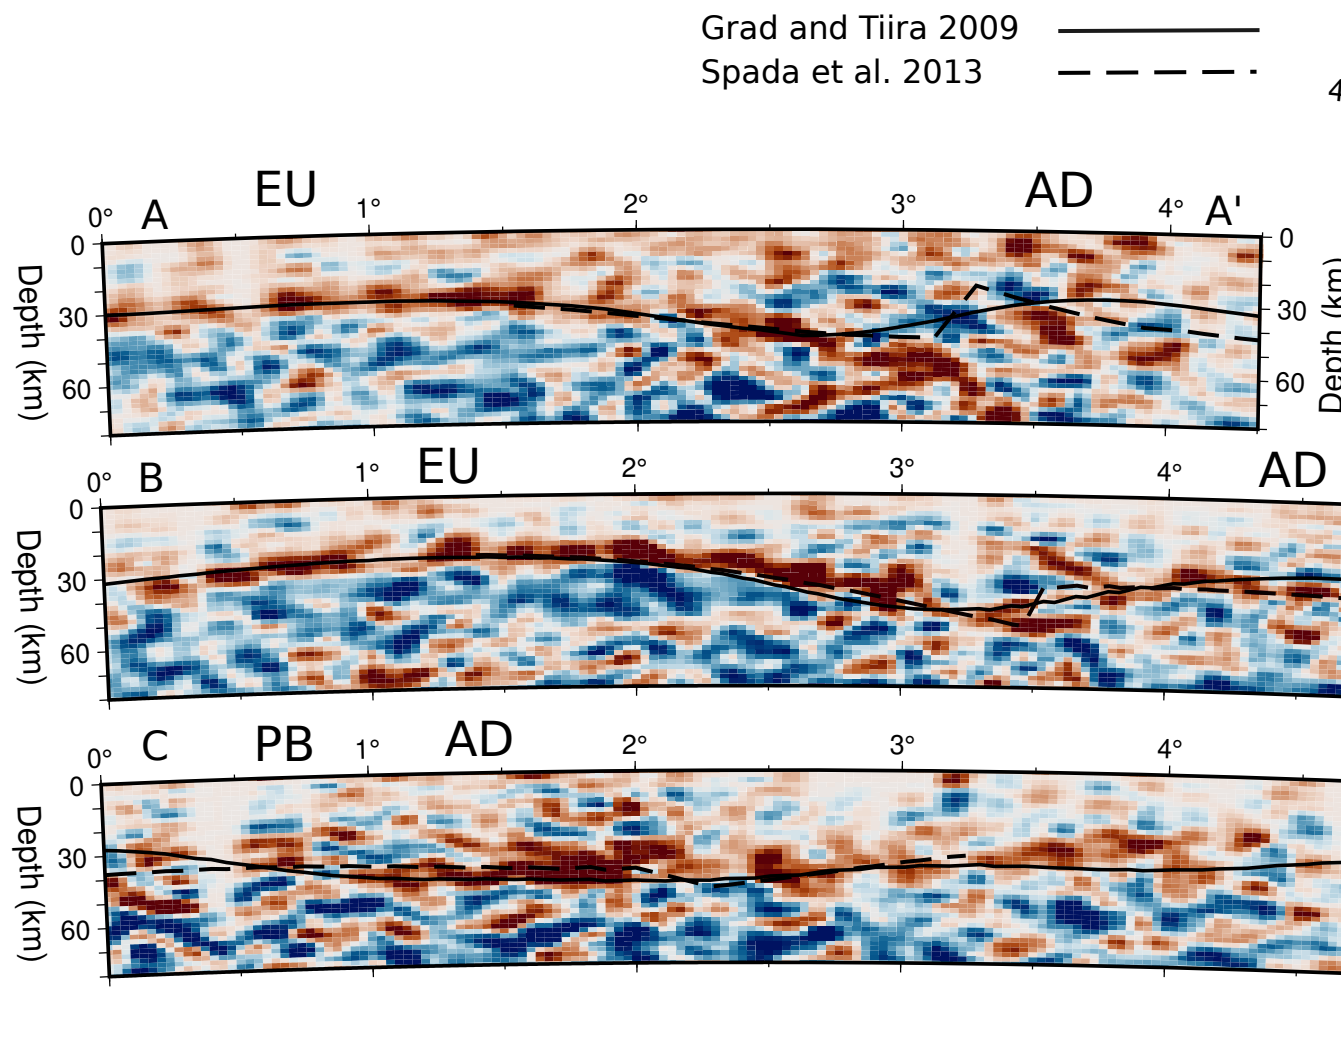 Grad and Tiira 2009
Spada et al. 2013
4
EU AD
0° A 1° 2° 3° 4° A'
0 0
30 30
60 60
Depth (km) Depth (km)
EU AD
0° B 1° 2° 3° 4°
0
30
60
Depth (km)
PB AD
0° C 1° 2° 3° 4°
0
30
60
Depth (km)